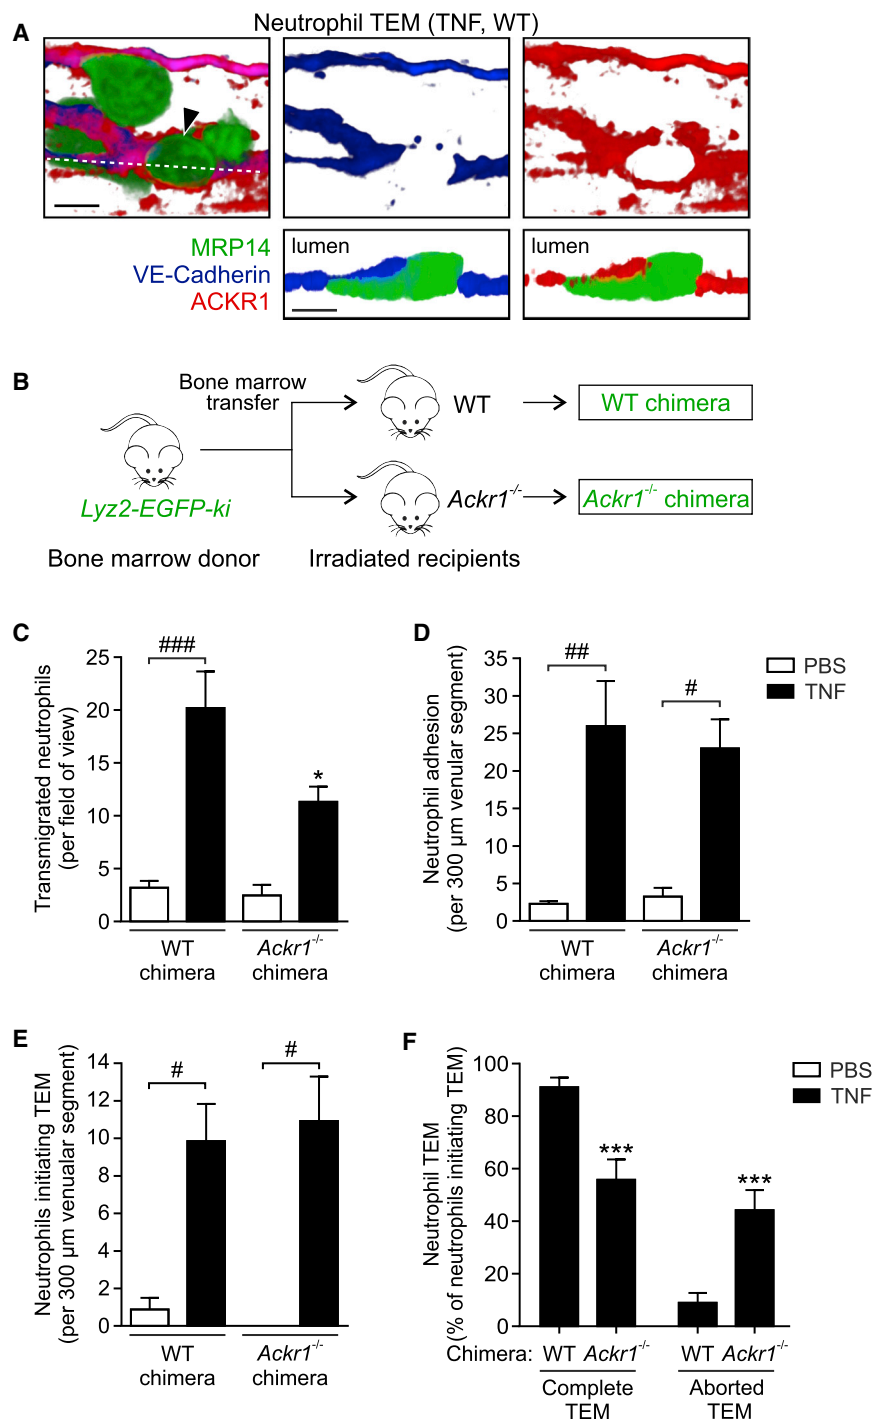 Neutrophil TEM (TNF, WT)
A
MRP14
VE-Cadherin
ACKR1
lumen
lumen
B
Bone marrow
transfer
WT
WT chimera
Lyz2-EGFP-ki
Ackr1-/-
Ackr1-/- chimera
Bone marrow donor
Irradiated recipients
C
###
Transmigrated neutrophils
(per field of view)
25
20
15
10
5
0
*
WT
chimera
Ackr1-/-
chimera
D
##
#
Neutrophil adhesion
(per 300 µm venular segment)
35
30
25
20
15
10
5
0
PBS
TNF
WT
chimera
Ackr1-/-
chimera
E
#
#
Neutrophils initiating TEM
(per 300 µm venualar segment)
14
12
10
8
6
4
2
0
WT
chimera
Ackr1-/-
chimera
F
Neutrophil TEM
(% of neutrophils initiating TEM)
100
80
60
40
20
0
***
***
PBS
TNF
Chimera: WT Ackr1-/- WT Ackr1-/-
Complete
TEM
Aborted
TEM